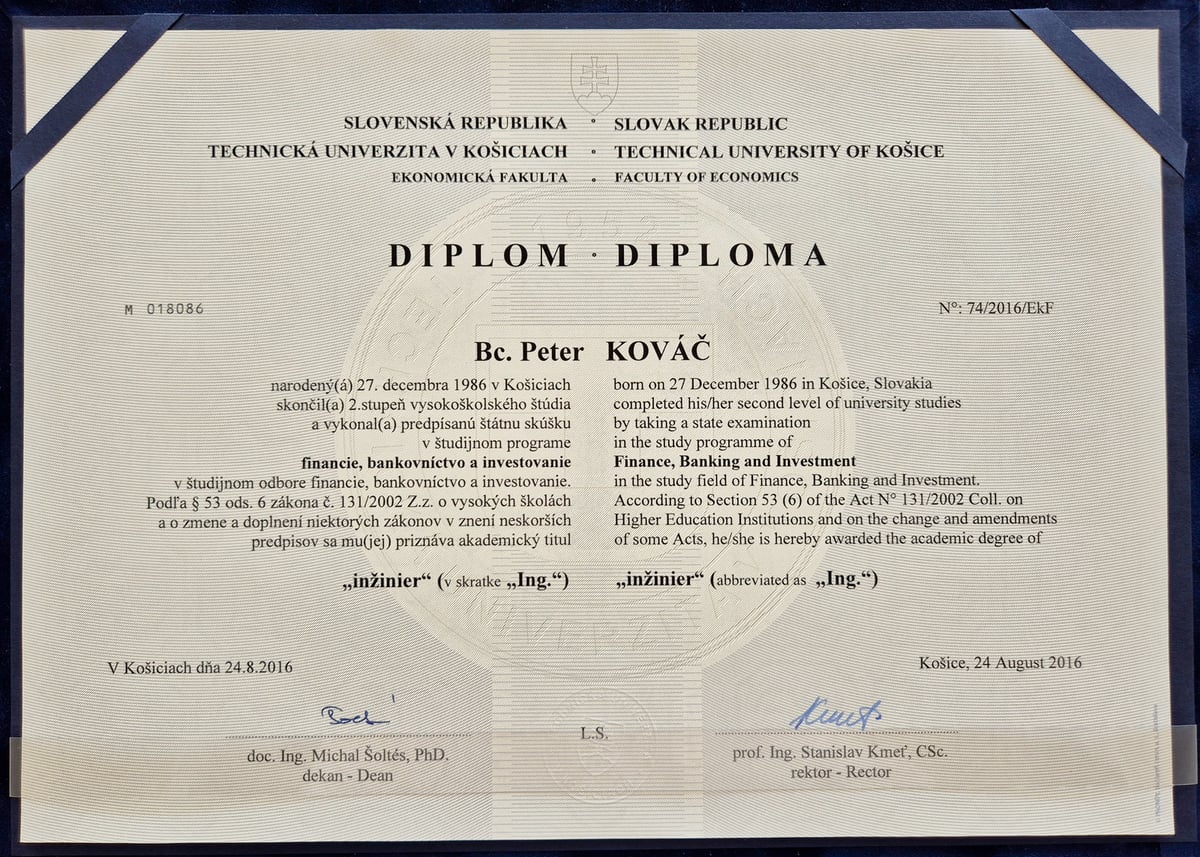 SLOVENSKÁ REPUBLIKA ∘ SLOVAK REPUBLIC
TECHNICKÁ UNIVERZITA V KOŠICIACH ∘ TECHNICAL UNIVERSITY OF KOŠICE
EKONOMICKÁ FAKULTA ∘ FACULTY OF ECONOMICS
1952
DIPLOM ∘ DIPLOMA
M 018086
N°: 74/2016/EkF
Bc. Peter KOVÁČ
narodený(á) 27. decembra 1986 v Košiciach
skončil(a) 2.stupeň vysokoškolského štúdia
a vykonal(a) predpísanú štátnu skúšku
v študijnom programe
financie, bankovníctvo a investovanie
v študijnom odbore financie, bankovníctvo a investovanie.
Podľa § 53 ods. 6 zákona č. 131/2002 Z.z. o vysokých školách
a o zmene a doplnení niektorých zákonov v znení neskorších
predpisov sa mu(jej) priznáva akademický titul
„inžinier“ (v skratke „Ing.“)
born on 27 December 1986 in Košice, Slovakia
completed his/her second level of university studies
by taking a state examination
in the study programme of
Finance, Banking and Investment
in the study field of Finance, Banking and Investment.
According to Section 53 (6) of the Act N° 131/2002 Coll. on
Higher Education Institutions and on the change and amendments
of some Acts, he/she is hereby awarded the academic degree of
„inžinier“ (abbreviated as „Ing.“)
V Košiciach dňa 24.8.2016
Košice, 24 August 2016
L.S.
doc. Ing. Michal Šoltés, PhD.
dekan - Dean
prof. Ing. Stanislav Kmeť, CSc.
rektor - Rector